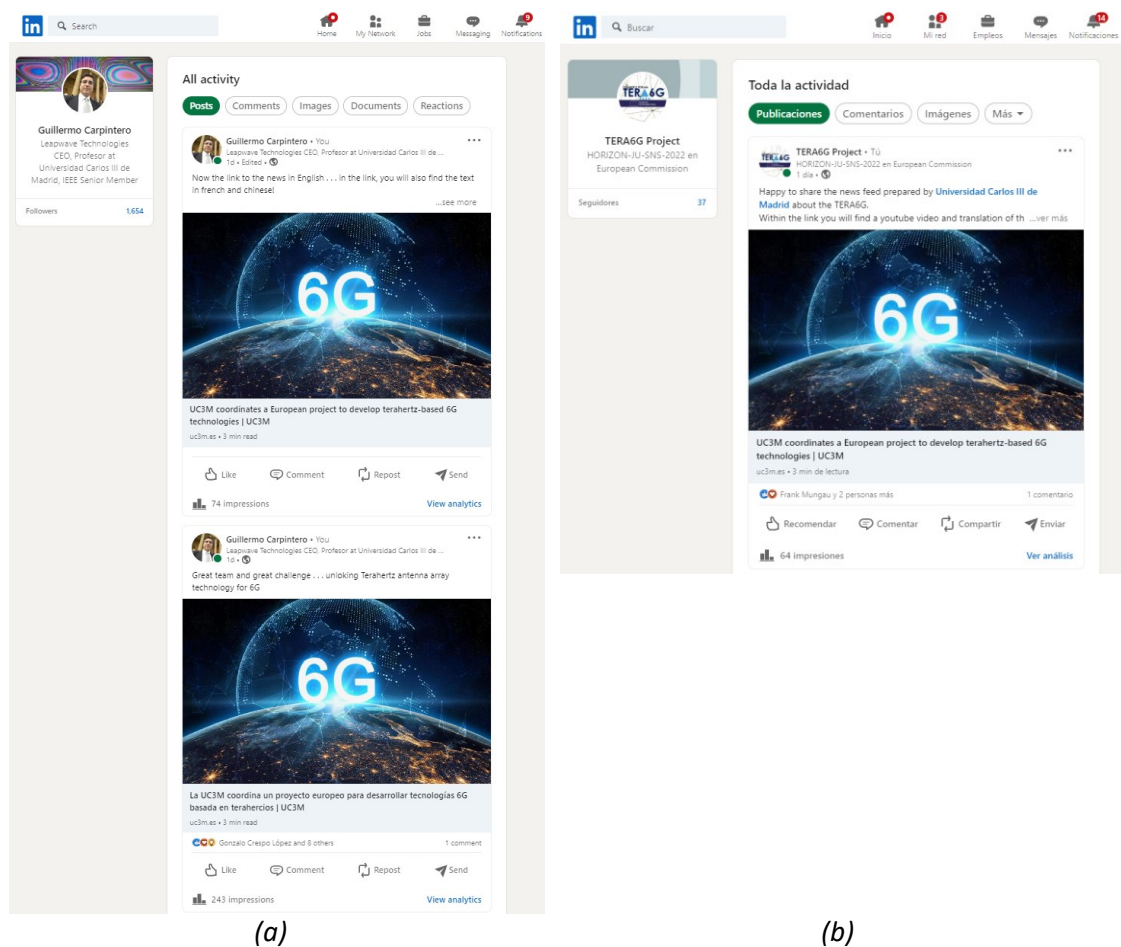 in
Search
Home
My Network
Jobs
Messaging
9
Notifications
Guillermo Carpintero
Leapwave Technologies
CEO, Profesor at
Universidad Carlos III de
Madrid, IEEE Senior Member
Followers 1,654
All activity
Posts
Comments
Images
Documents
Reactions
Guillermo Carpintero • You
Leapwave Technologies CEO, Profesor at Universidad Carlos III de ...
1d • Edited •
Now the link to the news in English . . . in the link, you will also find the text
in french and chinese!
...see more
6G
UC3M coordinates a European project to develop terahertz-based 6G
technologies | UC3M
uc3m.es • 3 min read
Like
Comment
Repost
Send
74 impressions
View analytics
Guillermo Carpintero • You
Leapwave Technologies CEO, Profesor at Universidad Carlos III de ...
1d •
Great team and great challenge . . . unloking Terahertz antenna array
technology for 6G
6G
La UC3M coordina un proyecto europeo para desarrollar tecnologías 6G
basada en terahercios | UC3M
uc3m.es • 3 min read
Gonzalo Crespo López and 8 others
1 comment
Like
Comment
Repost
Send
243 impressions
View analytics
(a)
in
Buscar
Inicio
3
Mi red
Empleos
Mensajes
14
Notificaciones
TERA6G
TERA6G Project
HORIZON-JU-SNS-2022 en
European Commission
Seguidores 37
Toda la actividad
Publicaciones
Comentarios
Imágenes
Más
TERA6G
TERA6G Project • Tú
HORIZON-JU-SNS-2022 en European Commission
1 día •
Happy to share the news feed prepared by Universidad Carlos III de
Madrid about the TERA6G.
Within the link you will find a youtube video and translation of th ...ver más
6G
UC3M coordinates a European project to develop terahertz-based 6G
technologies | UC3M
uc3m.es • 3 min de lectura
Frank Mungau y 2 personas más
1 comentario
Recomendar
Comentar
Compartir
Enviar
64 impresiones
Ver análisis
(b)